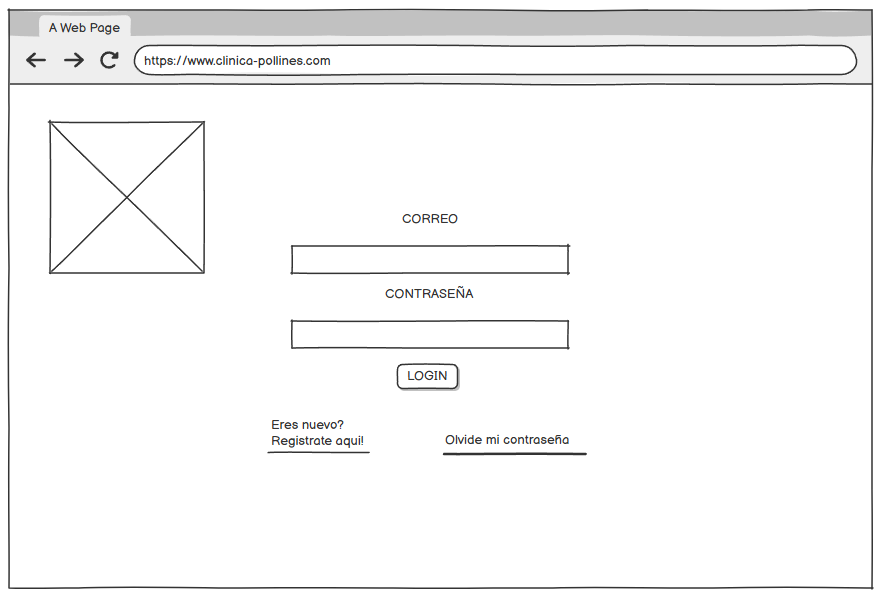 A Web Page
https://www.clinica-pollines.com
CORREO
CONTRASEÑA
LOGIN
Eres nuevo?
Registrate aqui!
Olvide mi contraseña